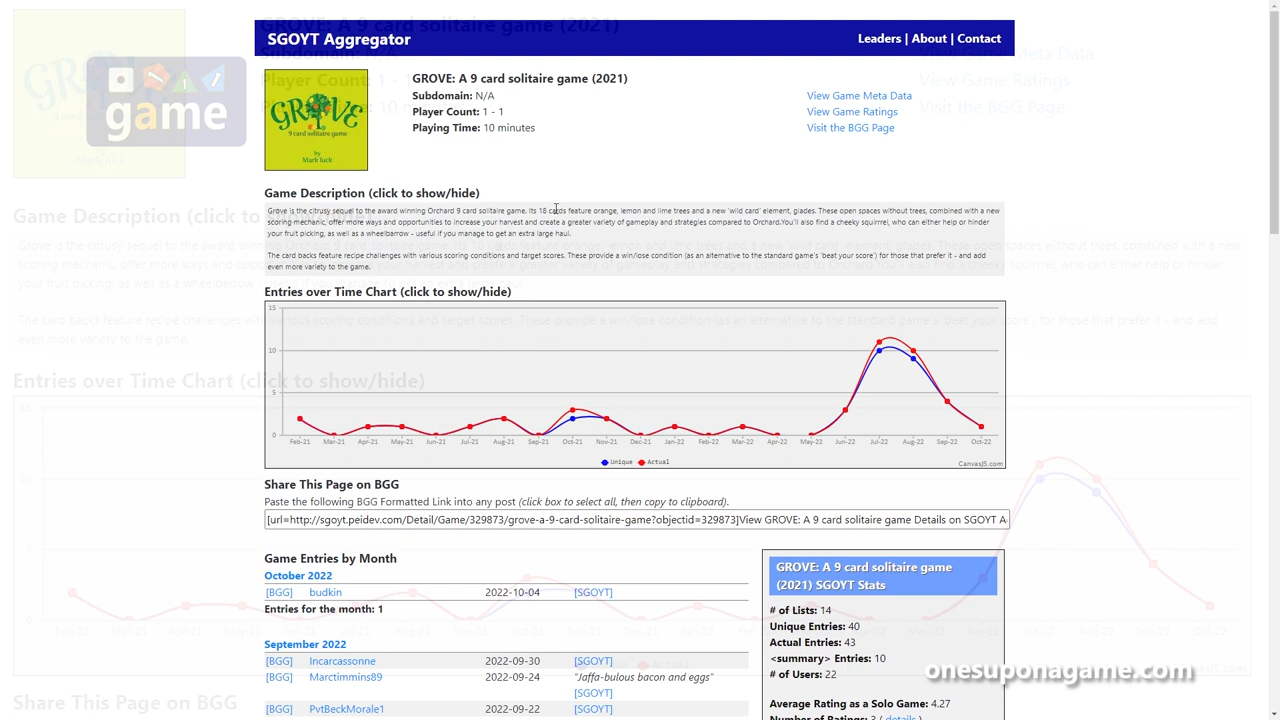 SGOYT Aggregator
Leaders | About | Contact
GROVE
9 card solitaire game
by
Mark Tuck
game
GROVE: A 9 card solitaire game (2021)
Subdomain: N/A
Player Count: 1 - 1
Playing Time: 10 minutes
View Game Meta Data
View Game Ratings
Visit the BGG Page
Game Description (click to show/hide)
Grove is the citrusy sequel to the award winning Orchard 9 card solitaire game. Its 18 cards feature orange, lemon and lime trees and a new 'wild card' element, glades. These open spaces without trees, combined with a new
scoring mechanic, offer more ways and opportunities to increase your harvest and create a greater variety of gameplay and strategies compared to Orchard.You'll also find a cheeky squirrel, who can either help or hinder
your fruit picking, as well as a wheelbarrow - useful if you manage to get an extra large haul.
The card backs feature recipe challenges with various scoring conditions and target scores. These provide a win/lose condition (as an alternative to the standard game's 'beat your score') for those that prefer it - and add
even more variety to the game.
Entries over Time Chart (click to show/hide)
15
10
5
0
Feb-21 Mar-21 Apr-21 May-21 Jun-21 Jul-21 Aug-21 Sep-21 Oct-21 Nov-21 Dec-21 Jan-22 Feb-22 Mar-22 Apr-22 May-22 Jun-22 Jul-22 Aug-22 Sep-22 Oct-22
Unique Actual
CanvasJS.com
Share This Page on BGG
Paste the following BGG Formatted Link into any post (click box to select all, then copy to clipboard).
[url=http://sgoyt.peidev.com/Detail/Game/329873/grove-a-9-card-solitaire-game?objectid=329873]View GROVE: A 9 card solitaire game Details on SGOYT A
Game Entries by Month
October 2022
[BGG] budkin 2022-10-04 [SGOYT]
Entries for the month: 1
September 2022
[BGG] Incarcassonne 2022-09-30 [SGOYT]
[BGG] Marctimmins89 2022-09-24 "Jaffa-bulous bacon and eggs"
[SGOYT]
[BGG] PvtBeckMorale1 2022-09-22 [SGOYT]
GROVE: A 9 card solitaire game
(2021) SGOYT Stats
# of Lists: 14
Unique Entries: 40
Actual Entries: 43
<summary> Entries: 10
# of Users: 22
Average Rating as a Solo Game: 4.27
Number of Ratings: 3 ( details )
onesuponagame.com